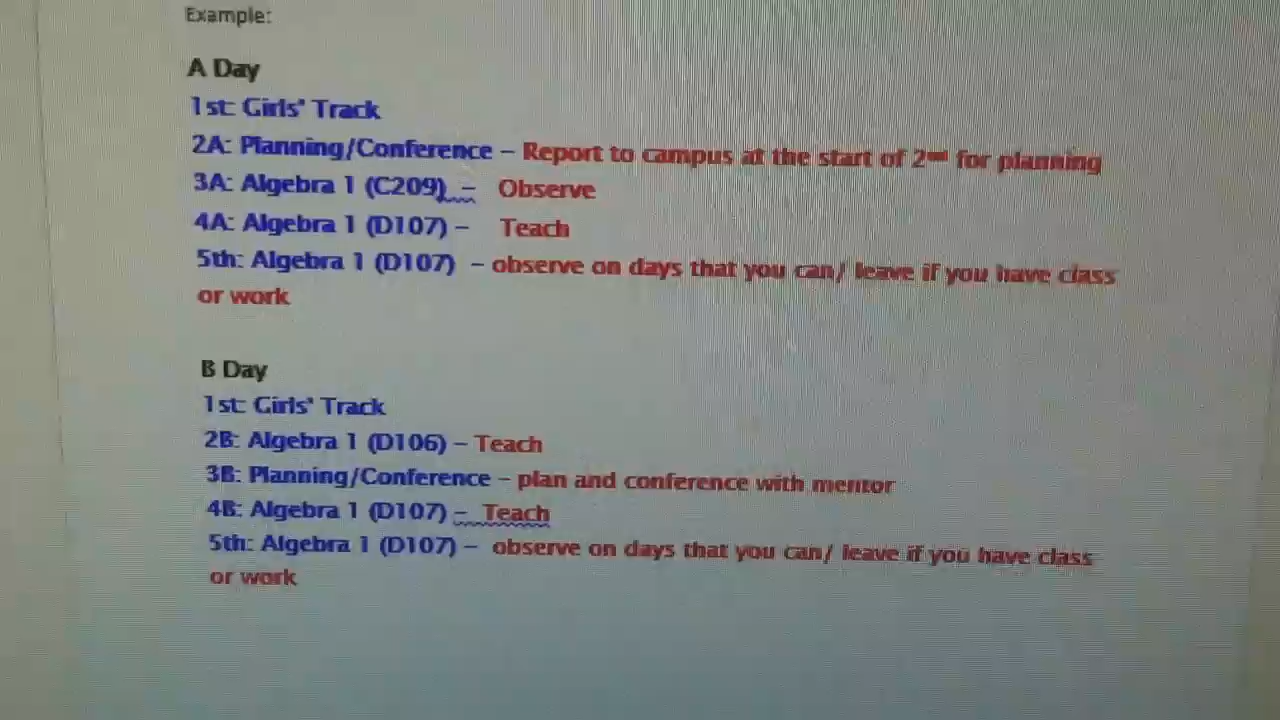 Example:
A Day
1st: Girls' Track
2A: Planning/Conference – Report to campus at the start of 2nd for planning
3A: Algebra 1 (C209) – Observe
4A: Algebra 1 (D107) – Teach
5th: Algebra 1 (D107) – observe on days that you can/ leave if you have class
or work
B Day
1st: Girls' Track
2B: Algebra 1 (D106) – Teach
3B: Planning/Conference – plan and conference with mentor
4B: Algebra 1 (D107) – Teach
5th: Algebra 1 (D107) – observe on days that you can/ leave if you have class
or work